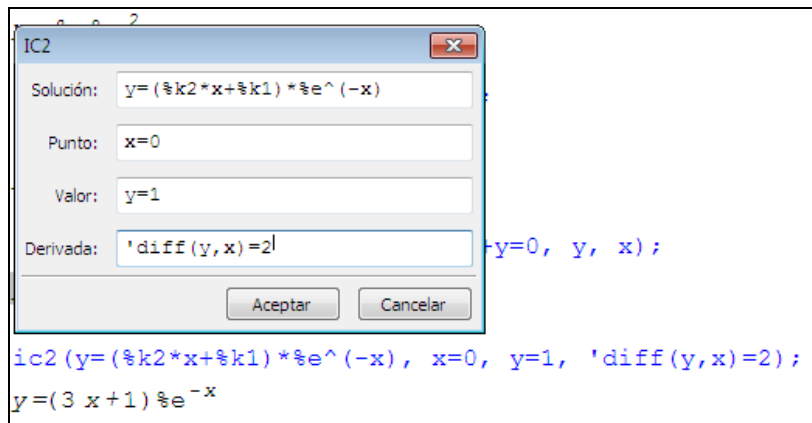 IC2
Solución: y=(%k2*x+%k1)*%e^(-x)
Punto: x=0
Valor: y=1
Derivada: 'diff(y,x)=2
+y=0, y, x);
Aceptar Cancelar
ic2(y=(%k2*x+%k1)*%e^(-x), x=0, y=1, 'diff(y,x)=2);
y=(3 x+1)%e^-x